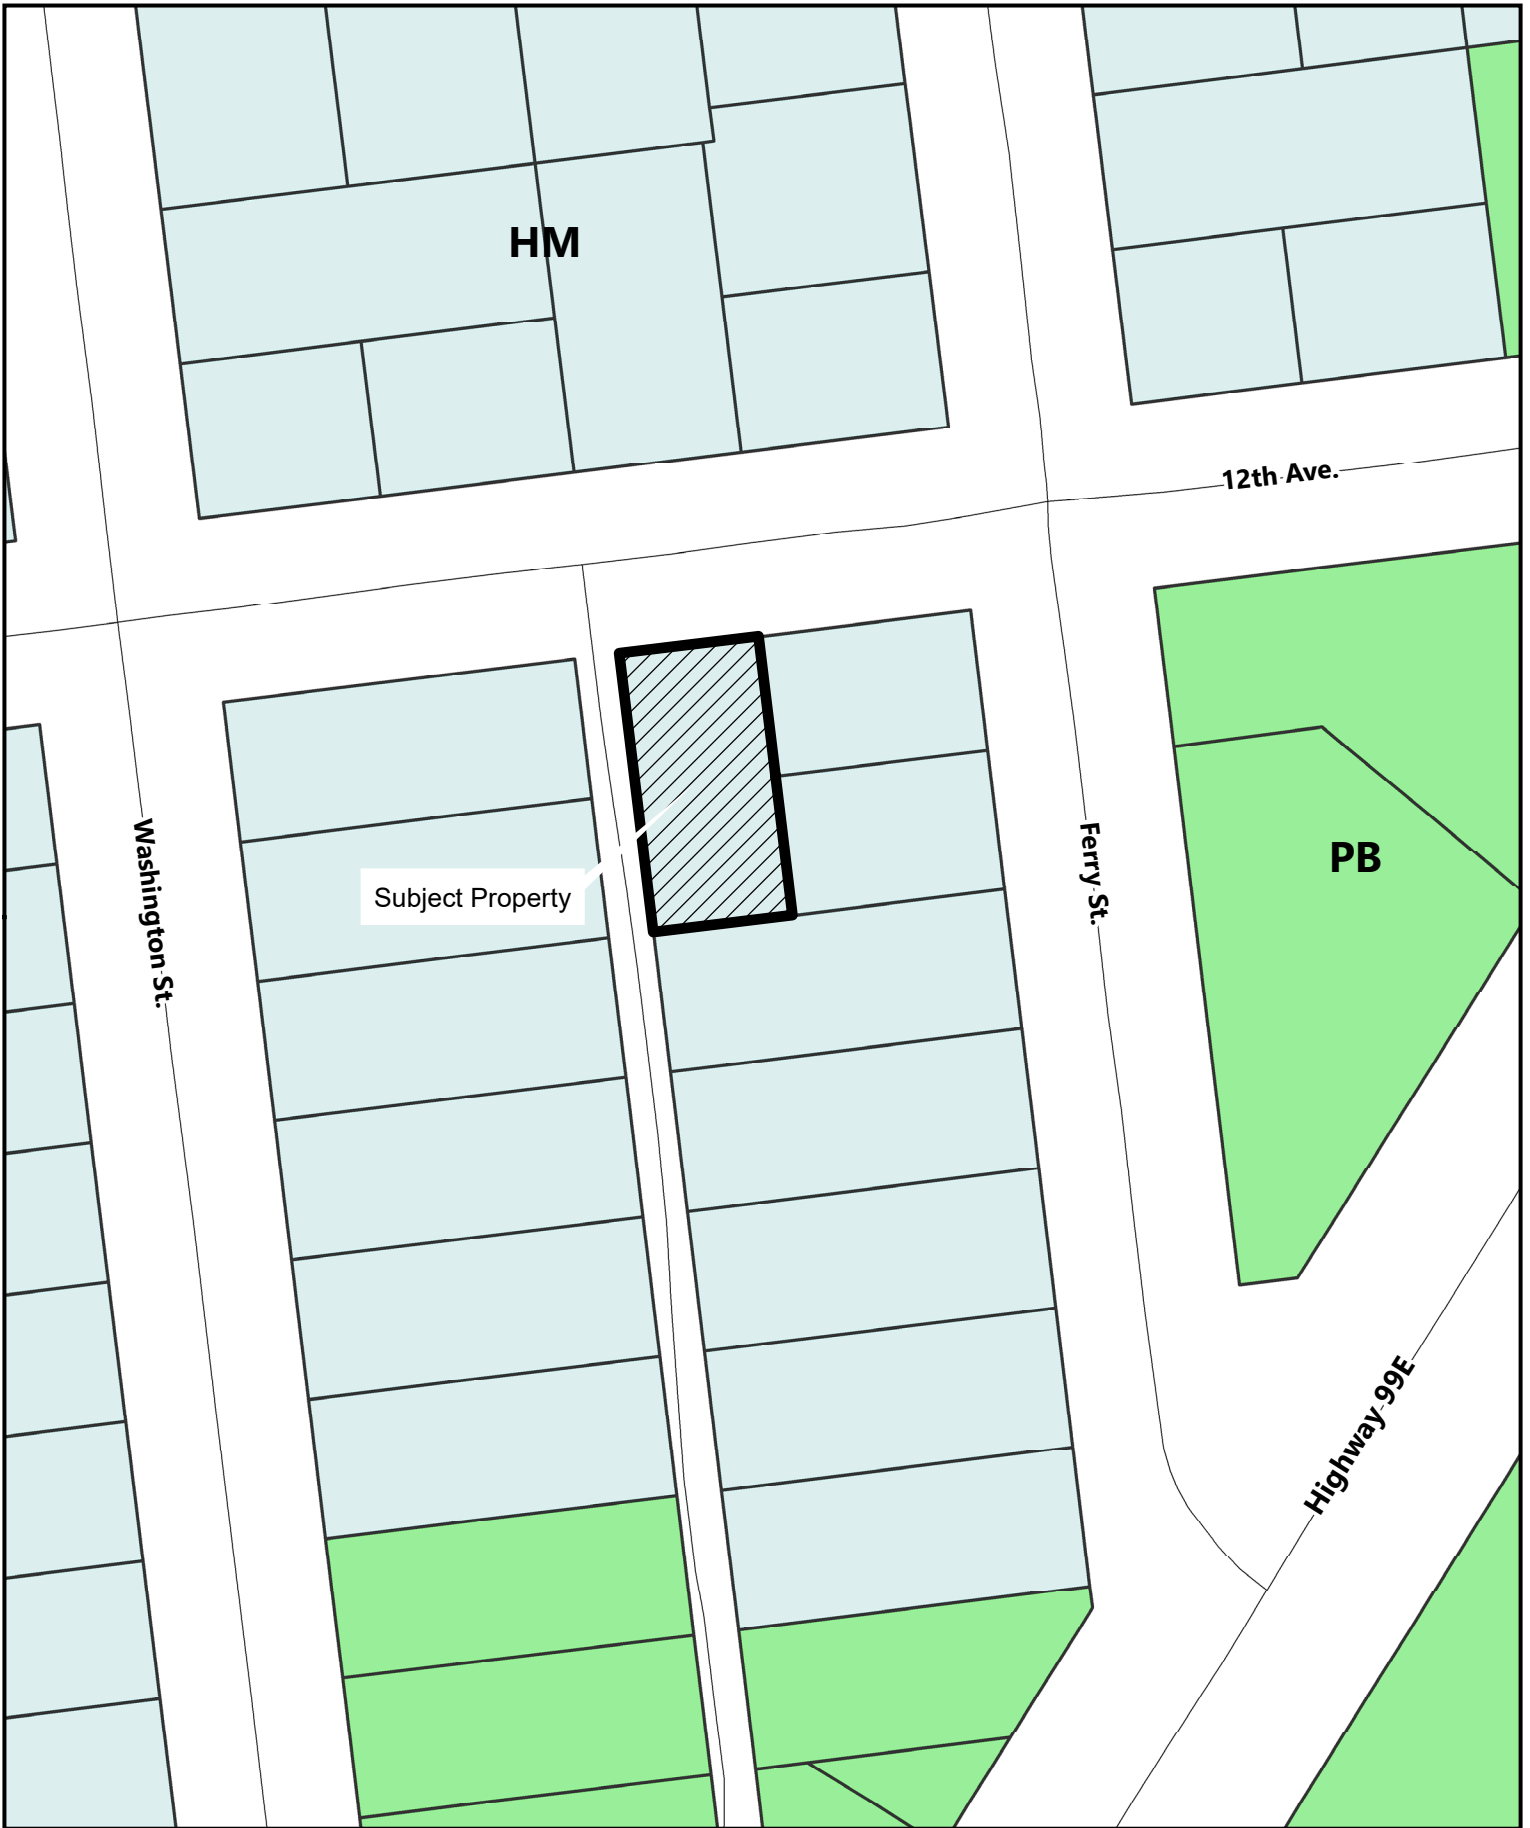 HM
12th Ave.
Washington St.
Subject Property
Ferry St.
PB
Highway 99E